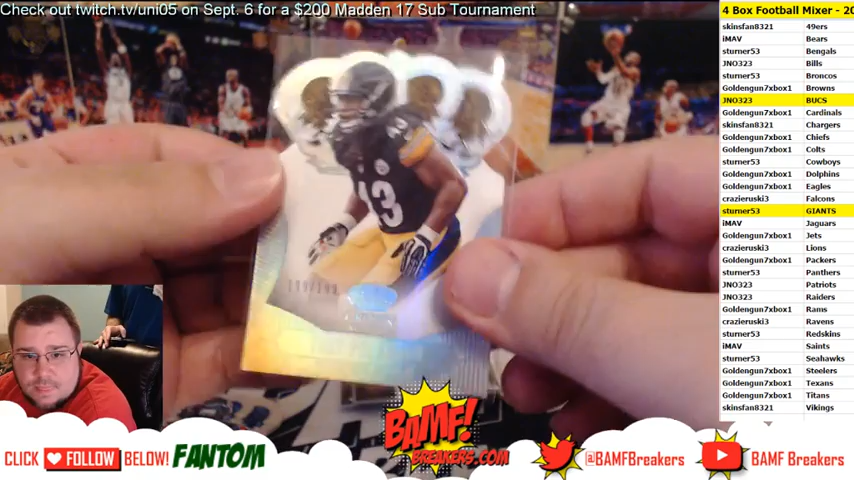 Check out twitch.tv/uni05 on Sept. 6 for a $200 Madden 17 Sub Tournament
4 Box Football Mixer - 20
skinsfan8321 49ers
iMAV Bears
sturner53 Bengals
JNO323 Bills
sturner53 Broncos
Goldengun7xbox1 Browns
JNO323 BUCS
Goldengun7xbox1 Cardinals
skinsfan8321 Chargers
Goldengun7xbox1 Chiefs
Goldengun7xbox1 Colts
sturner53 Cowboys
Goldengun7xbox1 Dolphins
Goldengun7xbox1 Eagles
crazieruski3 Falcons
sturner53 GIANTS
iMAV Jaguars
Goldengun7xbox1 Jets
crazieruski3 Lions
Goldengun7xbox1 Packers
sturner53 Panthers
JNO323 Patriots
JNO323 Raiders
Goldengun7xbox1 Rams
crazieruski3 Ravens
sturner53 Redskins
iMAV Saints
sturner53 Seahawks
Goldengun7xbox1 Steelers
Goldengun7xbox1 Texans
Goldengun7xbox1 Titans
skinsfan8321 Vikings
43
CLICK FOLLOW BELOW! FANTOM
BAMF!
BREAKERS.COM
@BAMFBreakers
BAMF Breakers